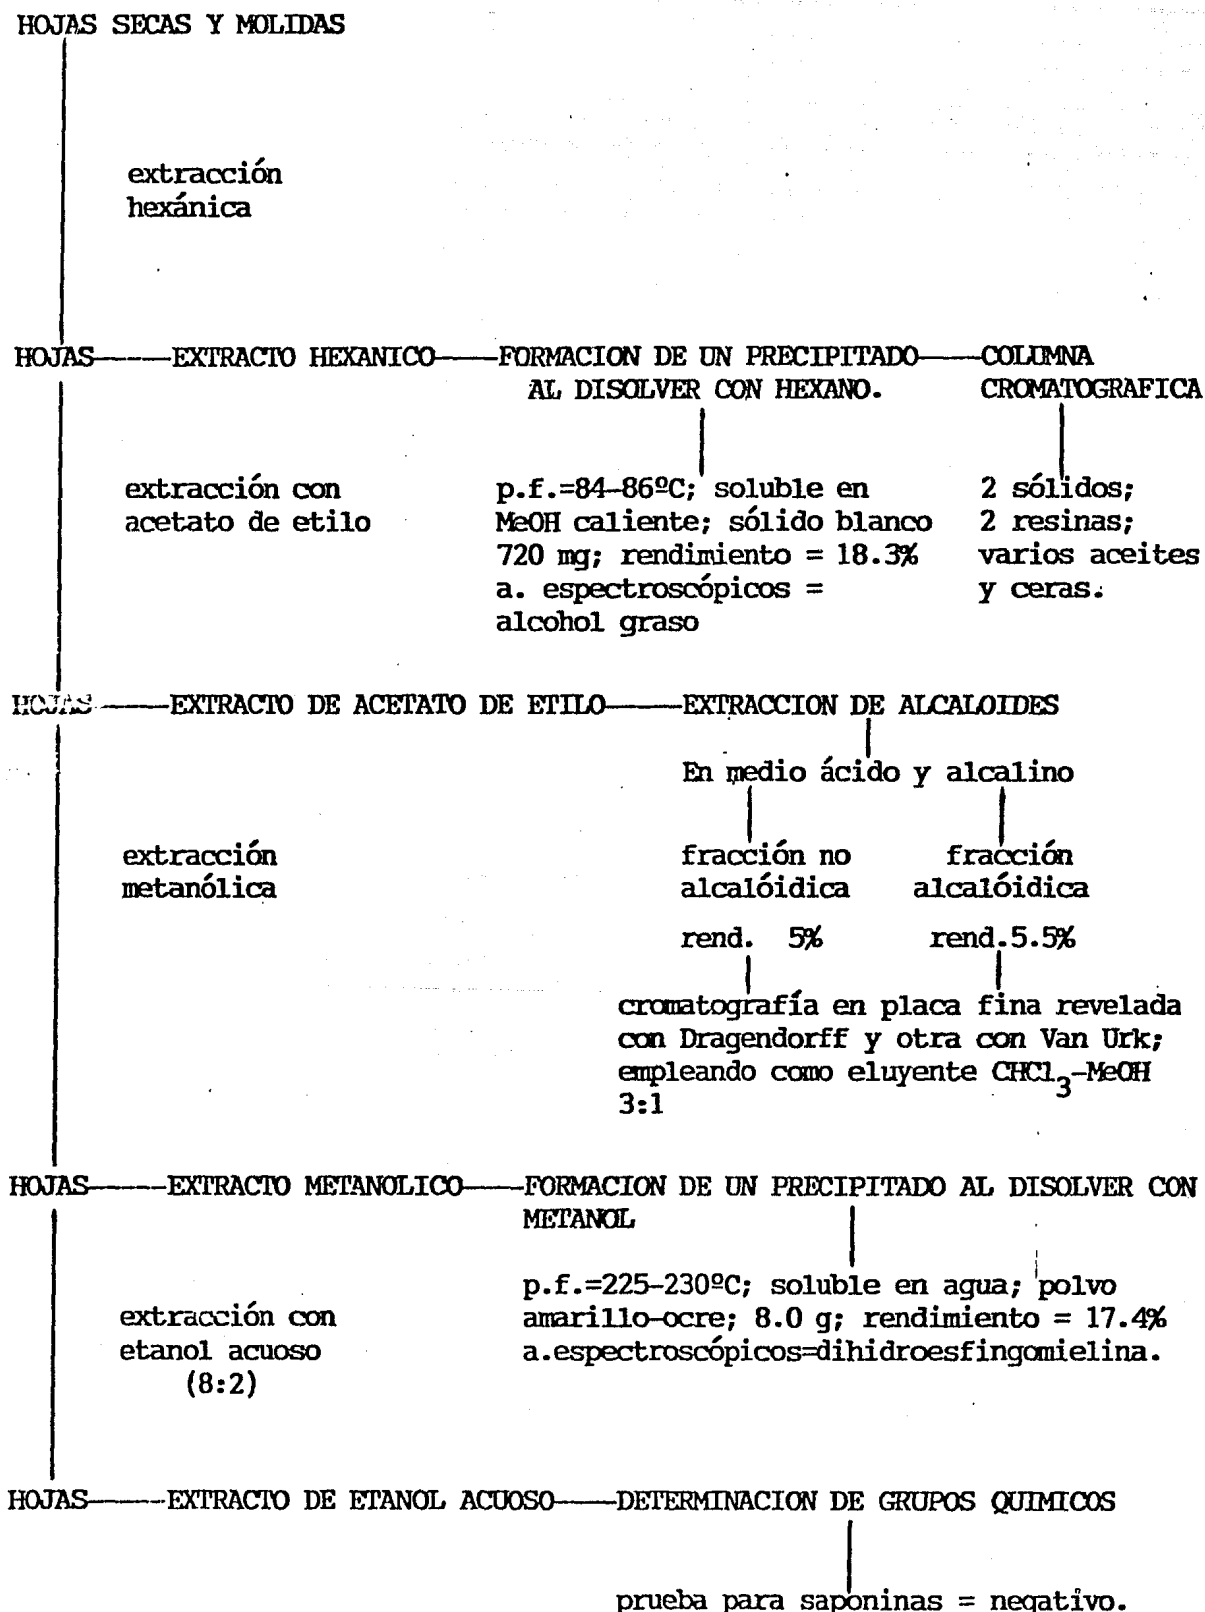 HOJAS SECAS Y MOLIDAS
extracción
hexánica
HOJAS EXTRACTO HEXANICO FORMACION DE UN PRECIPITADO COLUMNA
AL DISOLVER CON HEXANO. CROMATOGRAFICA
extracción con
acetato de etilo
p.f.=84-86ºC; soluble en
MeOH caliente; sólido blanco
720 mg; rendimiento = 18.3%
a. espectroscópicos =
alcohol graso
2 sólidos;
2 resinas;
varios aceites
y ceras.
HOJAS EXTRACTO DE ACETATO DE ETILO EXTRACCION DE ALCALOIDES
En medio ácido y alcalino
extracción
metanólica
fracción no
alcalóidica
rend. 5%
fracción
alcalóidica
rend.5.5%
cromatografía en placa fina revelada
con Dragendorff y otra con Van Urk;
empleando como eluyente CHCl3-MeOH
3:1
HOJAS EXTRACTO METANOLICO FORMACION DE UN PRECIPITADO AL DISOLVER CON
METANOL
extracción con
etanol acuoso
(8:2)
p.f.=225-230ºC; soluble en agua; polvo
amarillo-ocre; 8.0 g; rendimiento = 17.4%
a.espectroscópicos=dihidroesfingomielina.
HOJAS EXTRACTO DE ETANOL ACUOSO DETERMINACION DE GRUPOS QUIMICOS
prueba para saponinas = negativo.